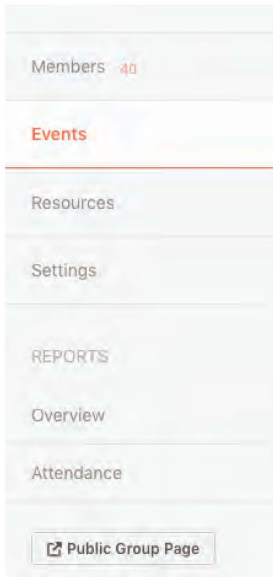 Members 40
Events
Resources
Settings
REPORTS
Overview
Attendance
Public Group Page